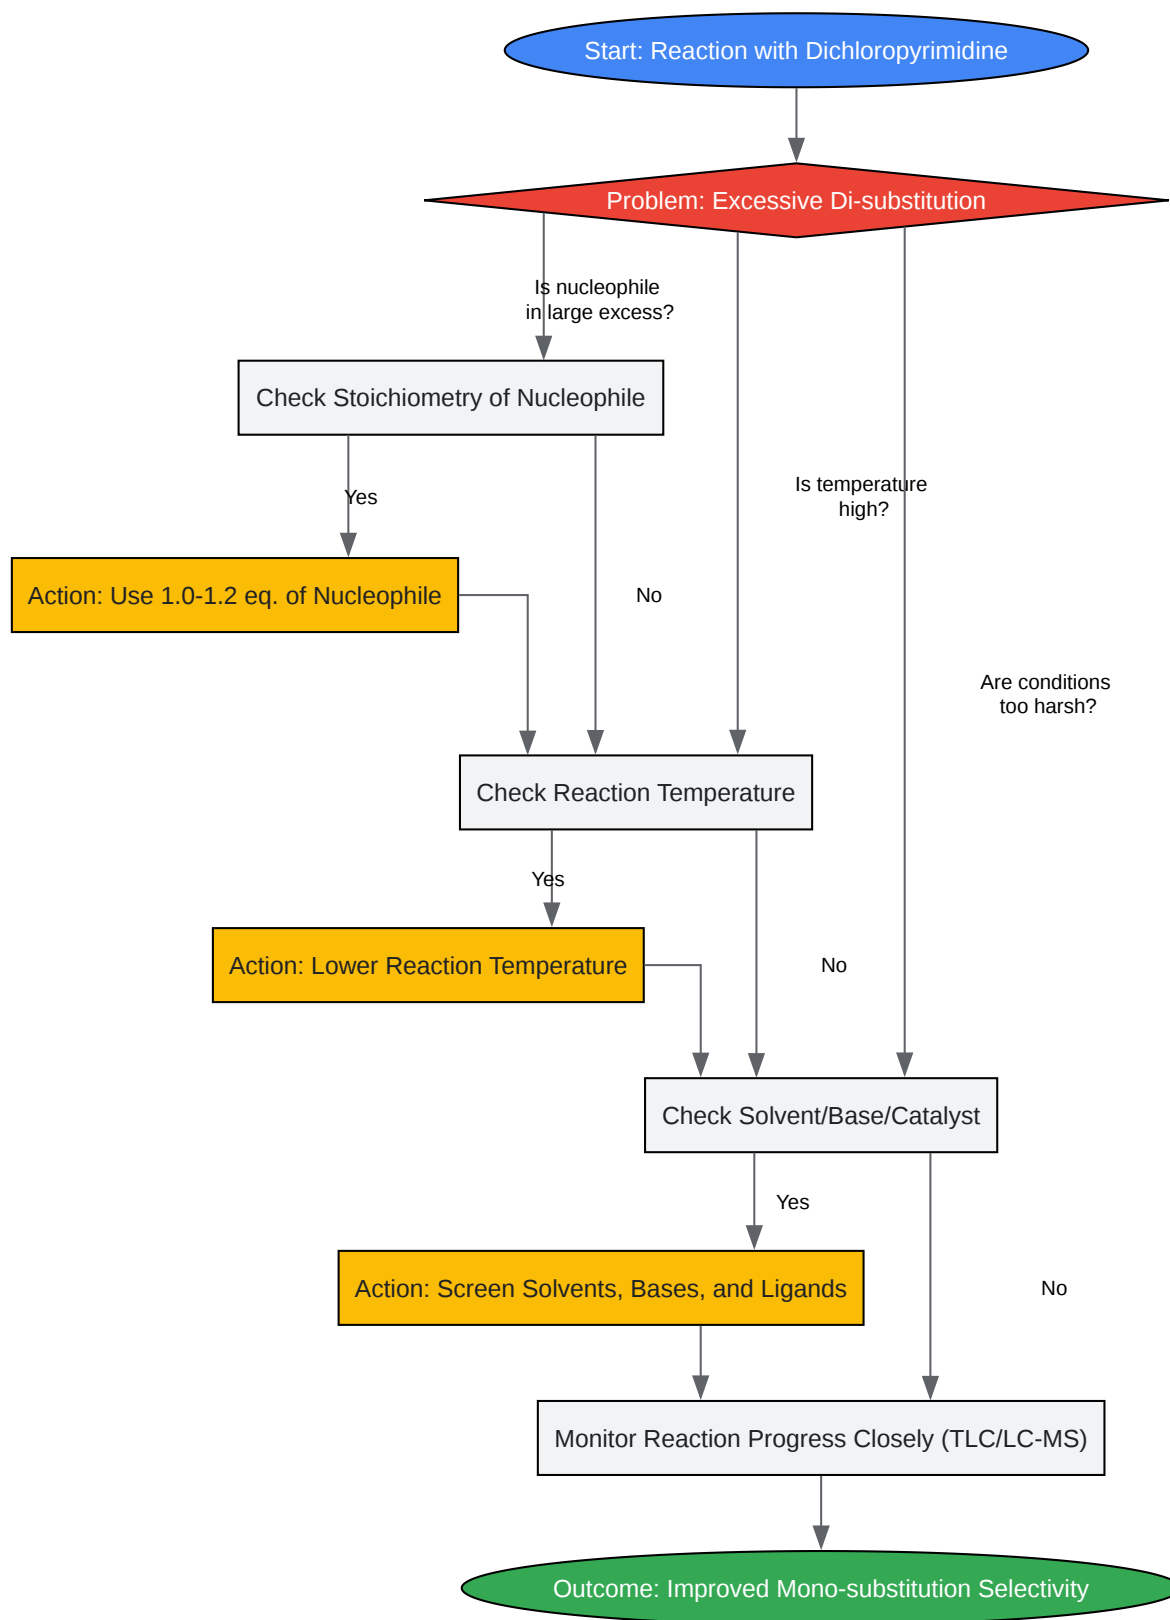 Start: Reaction with Dichloropyrimidine
Problem: Excessive Di-substitution
Is nucleophile
in large excess?
Check Stoichiometry of Nucleophile
Is temperature
high?
Yes
Action: Use 1.0-1.2 eq. of Nucleophile
No
Are conditions
too harsh?
Check Reaction Temperature
Yes
Action: Lower Reaction Temperature
No
Check Solvent/Base/Catalyst
Yes
Action: Screen Solvents, Bases, and Ligands
No
Monitor Reaction Progress Closely (TLC/LC-MS)
Outcome: Improved Mono-substitution Selectivity